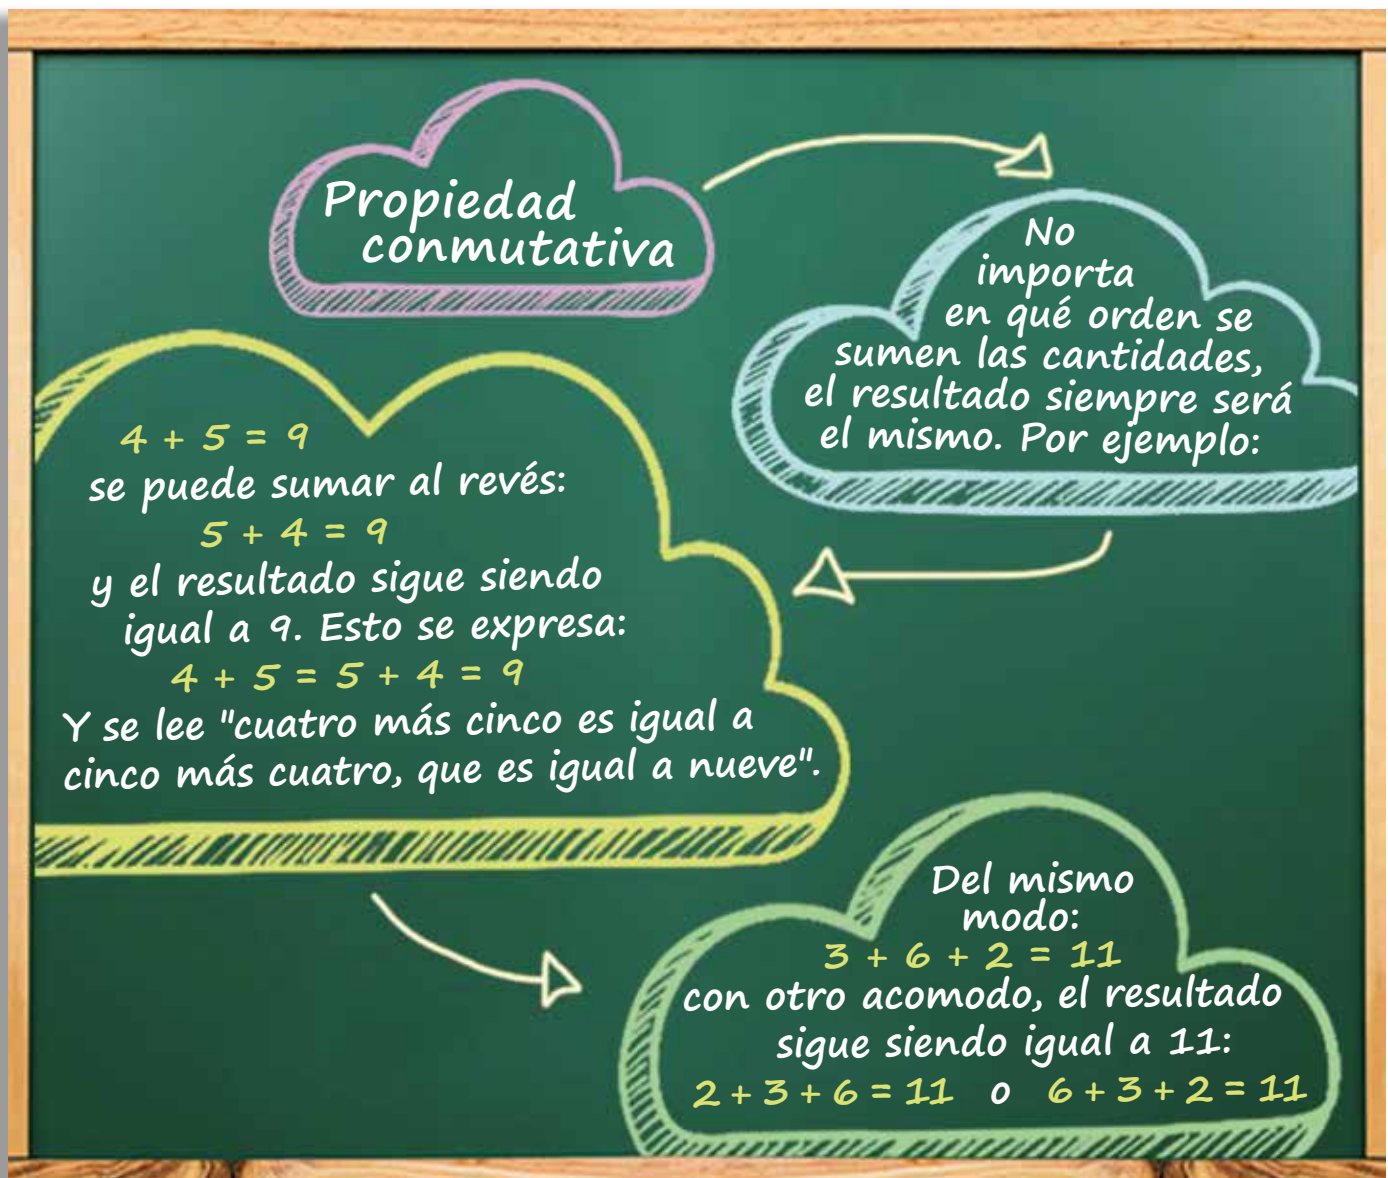 Propiedad
conmutativa
No
importa
en qué orden se
sumen las cantidades,
el resultado siempre será
el mismo. Por ejemplo:
4 + 5 = 9
se puede sumar al revés:
5 + 4 = 9
y el resultado sigue siendo
igual a 9. Esto se expresa:
4 + 5 = 5 + 4 = 9
Y se lee "cuatro más cinco es igual a
cinco más cuatro, que es igual a nueve".
Del mismo
modo:
3 + 6 + 2 = 11
con otro acomodo, el resultado
sigue siendo igual a 11:
2 + 3 + 6 = 11 o 6 + 3 + 2 = 11